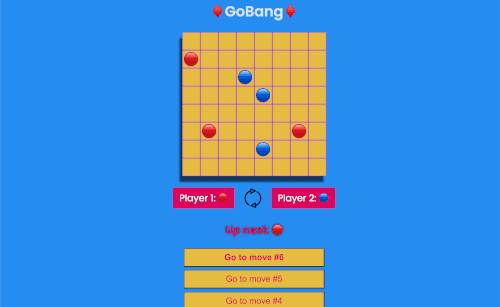 GoBang
Player 1: Player 2:
Up next:
Go to move #6
Go to move #5
Go to move #4